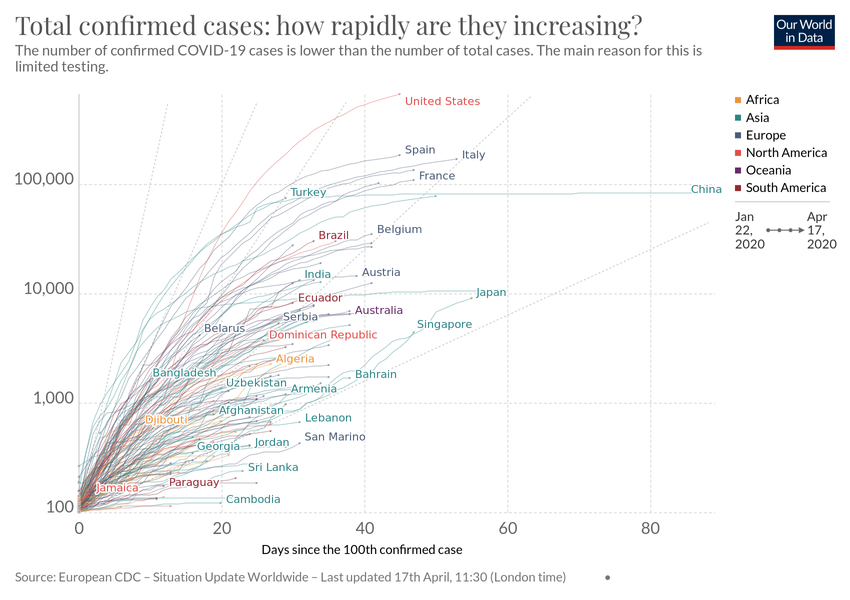 Total confirmed cases: how rapidly are they increasing?
Our World
in Data
The number of confirmed COVID-19 cases is lower than the number of total cases. The main reason for this is
limited testing.
United States
Spain
Italy
France
Turkey
China
Belgium
Brazil
India
Austria
Ecuador
Japan
Australia
Serbia
Belarus
Singapore
Dominican Republic
Algeria
Bangladesh
Bahrain
Uzbekistan
Armenia
Afghanistan
Djibouti
Lebanon
San Marino
Georgia
Jordan
Sri Lanka
Paraguay
Jamaica
Cambodia
100,000
10,000
1,000
100
0
20
40
60
80
Days since the 100th confirmed case
Africa
Asia
Europe
North America
Oceania
South America
Jan
22,
2020
Apr
17,
2020
Source: European CDC – Situation Update Worldwide – Last updated 17th April, 11:30 (London time)